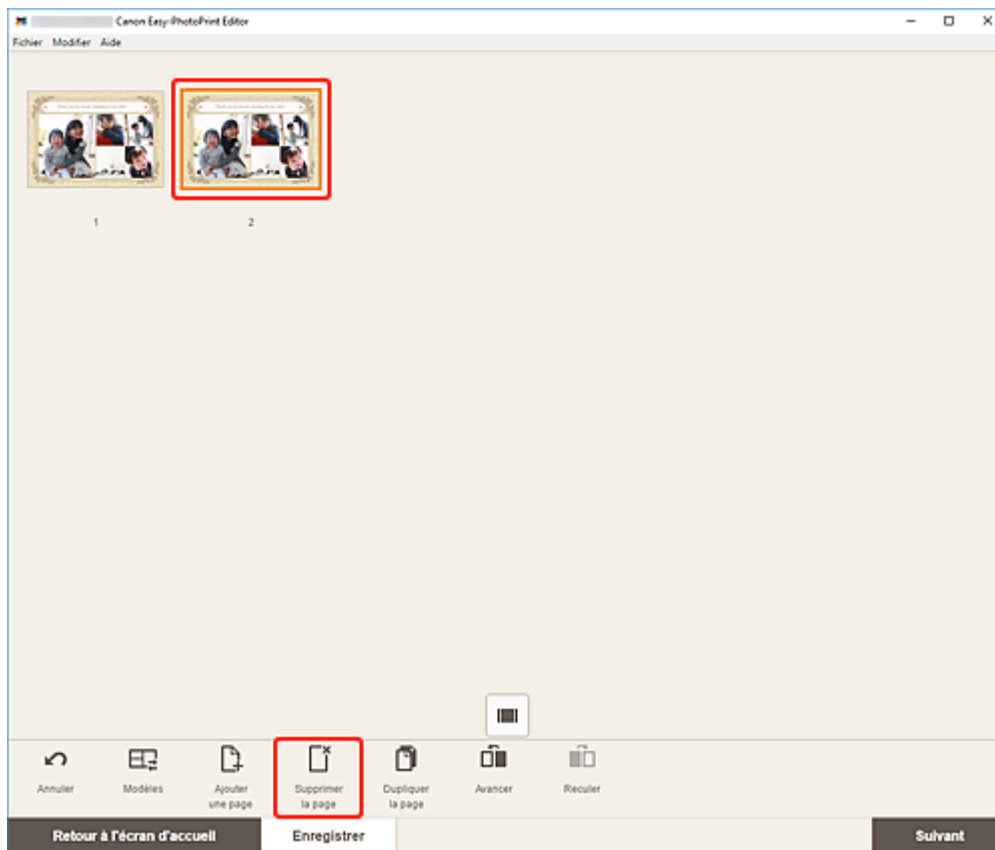 Canon Easy-PhotoPrint Editor
Fichier Modifier Aide
1 2
Annuler Modèles Ajouter une page Supprimer la page Dupliquer la page Avancer Reculer
Retour à l'écran d'accueil Enregistrer Suivant